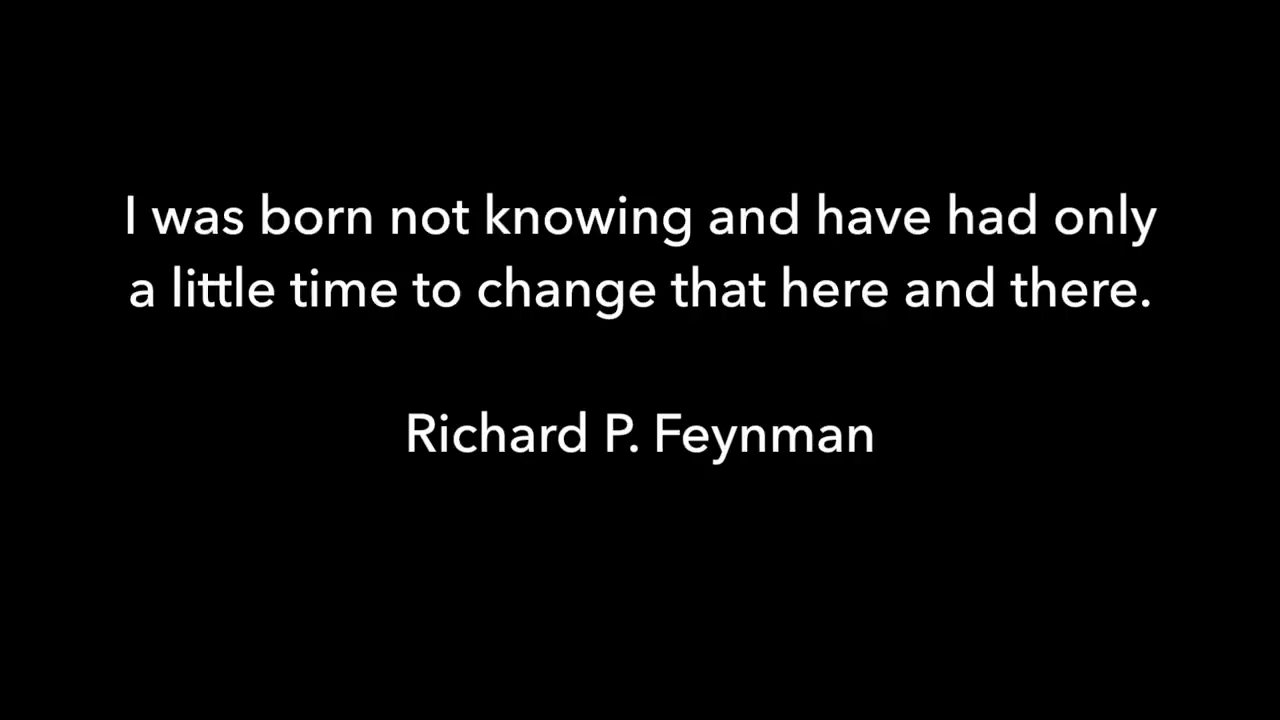 I was born not knowing and have had only
a little time to change that here and there.
Richard P. Feynman